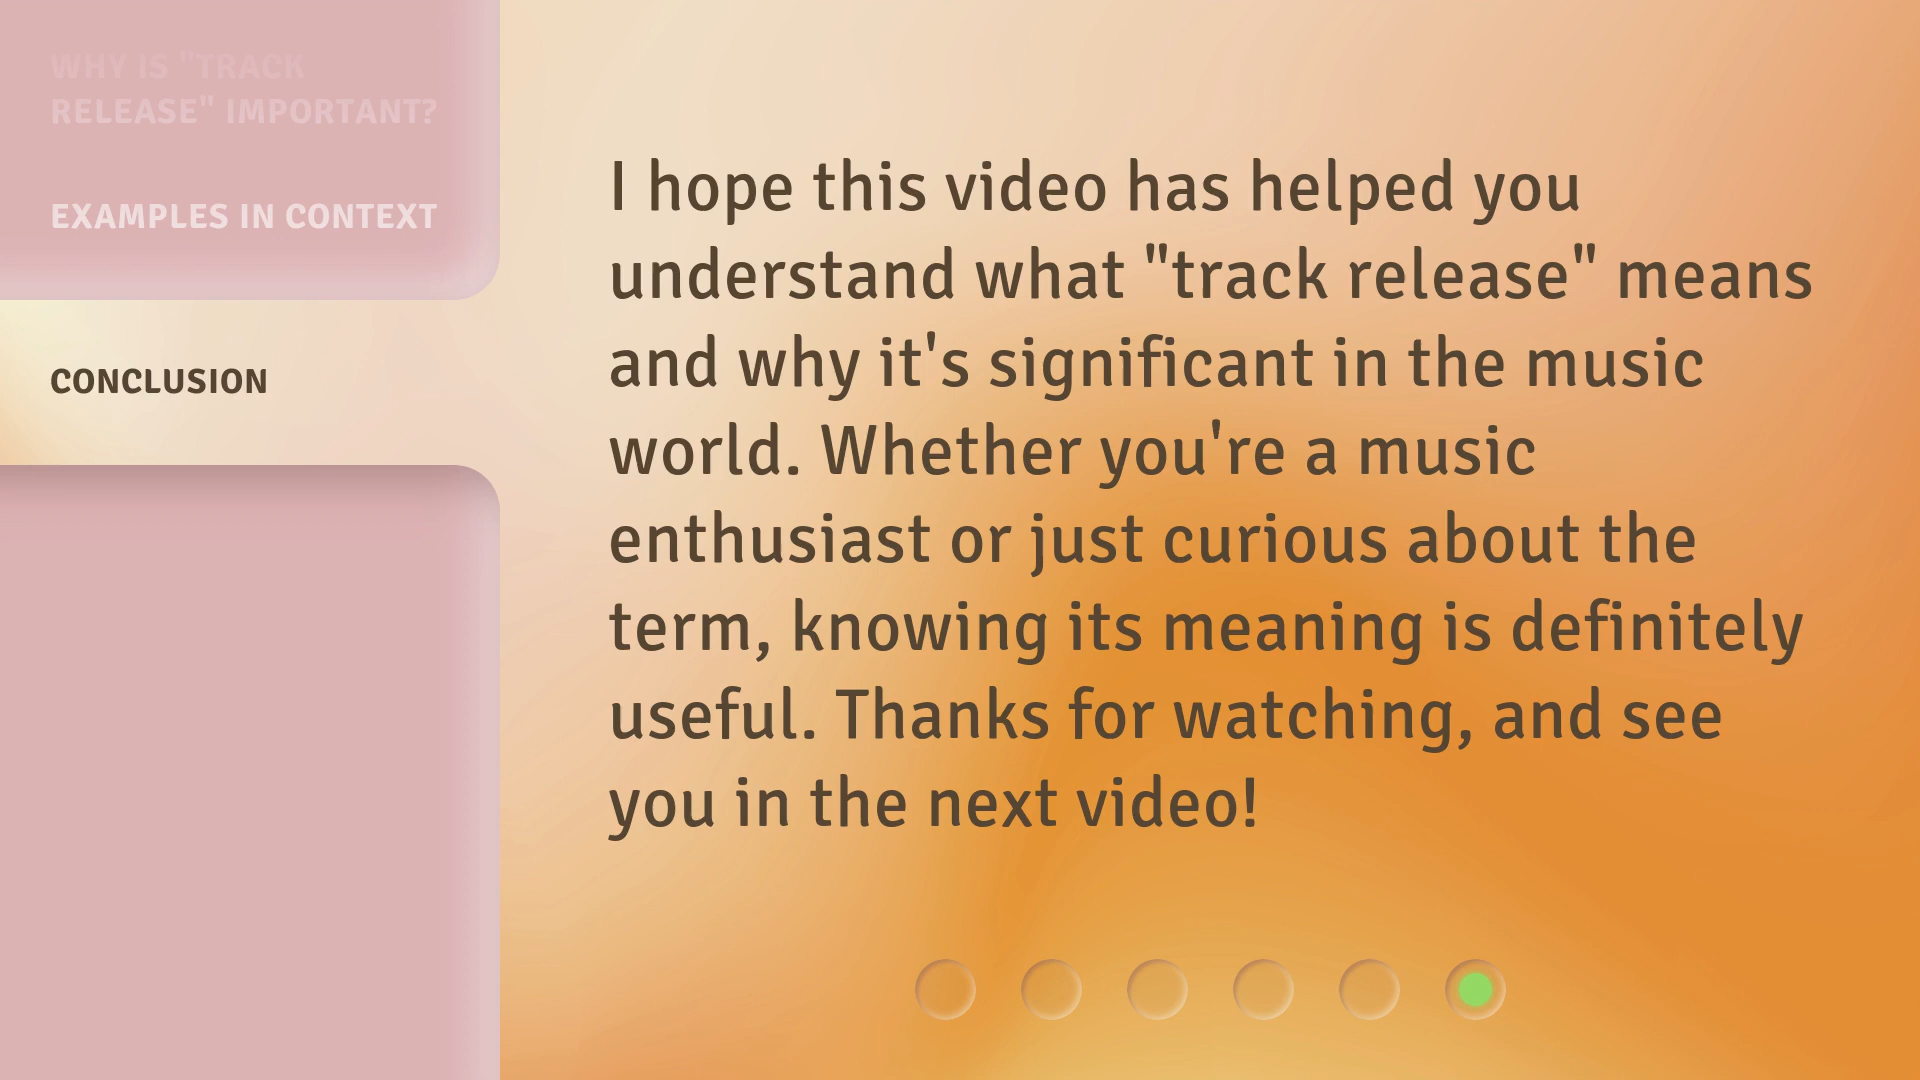 WHY IS "TRACK
RELEASE" IMPORTANT?
EXAMPLES IN CONTEXT
CONCLUSION
I hope this video has helped you
understand what "track release" means
and why it's significant in the music
world. Whether you're a music
enthusiast or just curious about the
term, knowing its meaning is definitely
useful. Thanks for watching, and see
you in the next video!